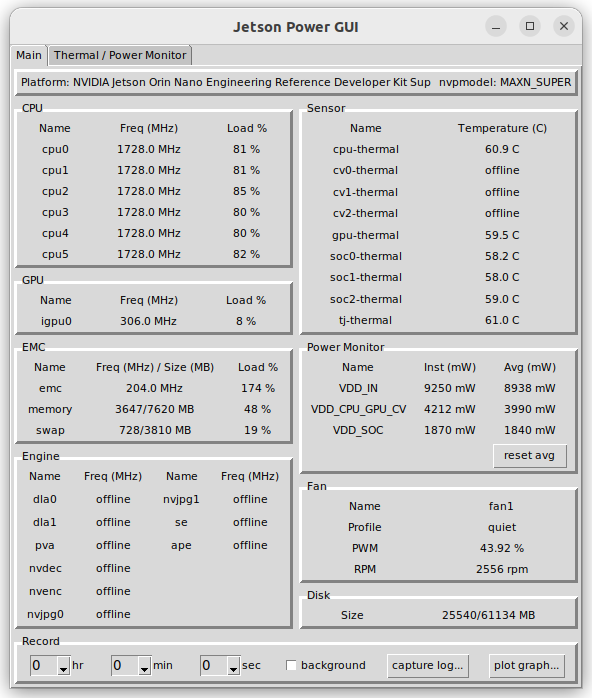 Jetson Power GUI
Main Thermal / Power Monitor
Platform: NVIDIA Jetson Orin Nano Engineering Reference Developer Kit Sup nvpmodel: MAXN_SUPER
CPU
Name Freq (MHz) Load %
cpu0 1728.0 MHz 81 %
cpu1 1728.0 MHz 81 %
cpu2 1728.0 MHz 85 %
cpu3 1728.0 MHz 80 %
cpu4 1728.0 MHz 80 %
cpu5 1728.0 MHz 82 %
GPU
Name Freq (MHz) Load %
igpu0 306.0 MHz 8 %
EMC
Name Freq (MHz) / Size (MB) Load %
emc 204.0 MHz 174 %
memory 3647/7620 MB 48 %
swap 728/3810 MB 19 %
Engine
Name Freq (MHz) Name Freq (MHz)
dla0 offline nvjpg1 offline
dla1 offline se offline
pva offline ape offline
nvdec offline
nvenc offline
nvjpg0 offline
Sensor
Name Temperature (C)
cpu-thermal 60.9 C
cv0-thermal offline
cv1-thermal offline
cv2-thermal offline
gpu-thermal 59.5 C
soc0-thermal 58.2 C
soc1-thermal 58.0 C
soc2-thermal 59.0 C
tj-thermal 61.0 C
Power Monitor
Name Inst (mW) Avg (mW)
VDD_IN 9250 mW 8938 mW
VDD_CPU_GPU_CV 4212 mW 3990 mW
VDD_SOC 1870 mW 1840 mW
reset avg
Fan
Name fan1
Profile quiet
PWM 43.92 %
RPM 2556 rpm
Disk
Size 25540/61134 MB
Record
0 hr 0 min 0 sec background capture log... plot graph...